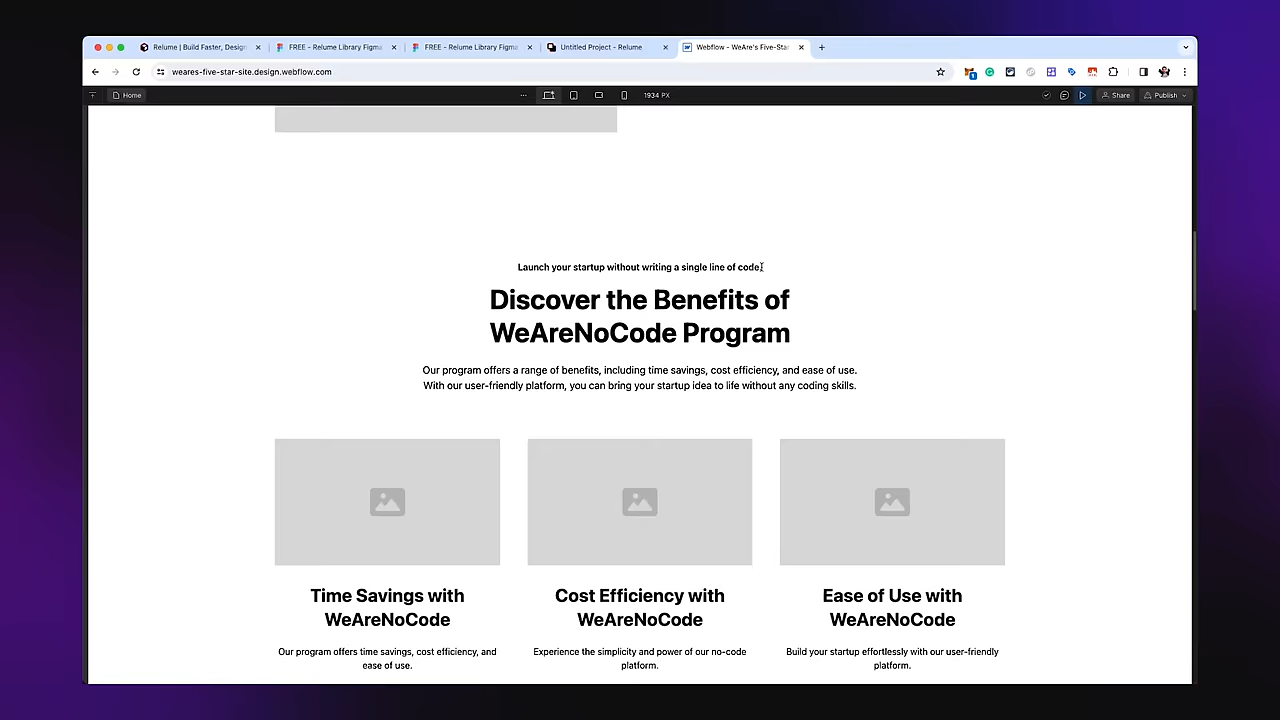 Relume | Build Faster, Design
FREE - Relume Library Figma
FREE - Relume Library Figma
Untitled Project - Relume
Webflow - WeAre's Five-Star
weares-five-star-site.design.webflow.com
Home
1934 PX
Share
Publish
Launch your startup without writing a single line of code.
Discover the Benefits of
WeAreNoCode Program
Our program offers a range of benefits, including time savings, cost efficiency, and ease of use.
With our user-friendly platform, you can bring your startup idea to life without any coding skills.
Time Savings with
WeAreNoCode
Our program offers time savings, cost efficiency, and
ease of use.
Cost Efficiency with
WeAreNoCode
Experience the simplicity and power of our no-code
platform.
Ease of Use with
WeAreNoCode
Build your startup effortlessly with our user-friendly
platform.